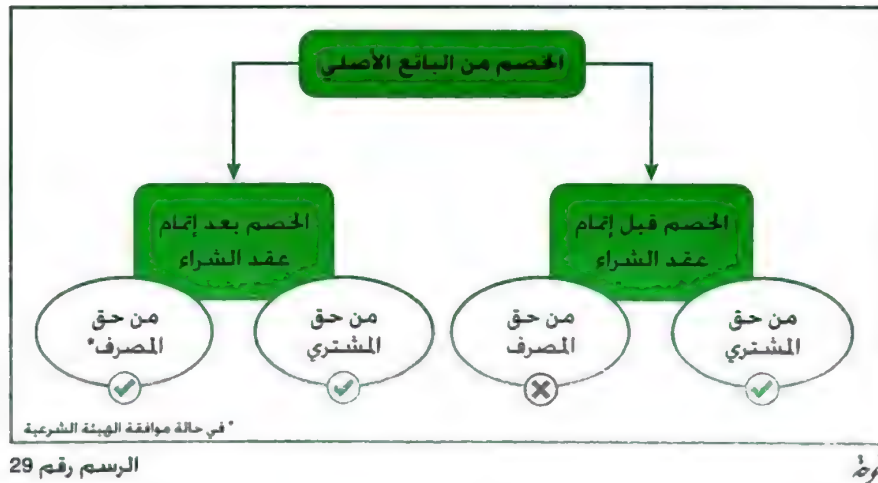 الخصم من البائع الأصلي
الخصم قبل إتمام
عقد الشراء
الخصم بعد إتمام
عقد الشراء
من حق
المشتري
من حق
المصرف
من حق
المشتري
من حق
المصرف*
* في حالة موافقة الهيئة الشرعية
الرسم رقم 29